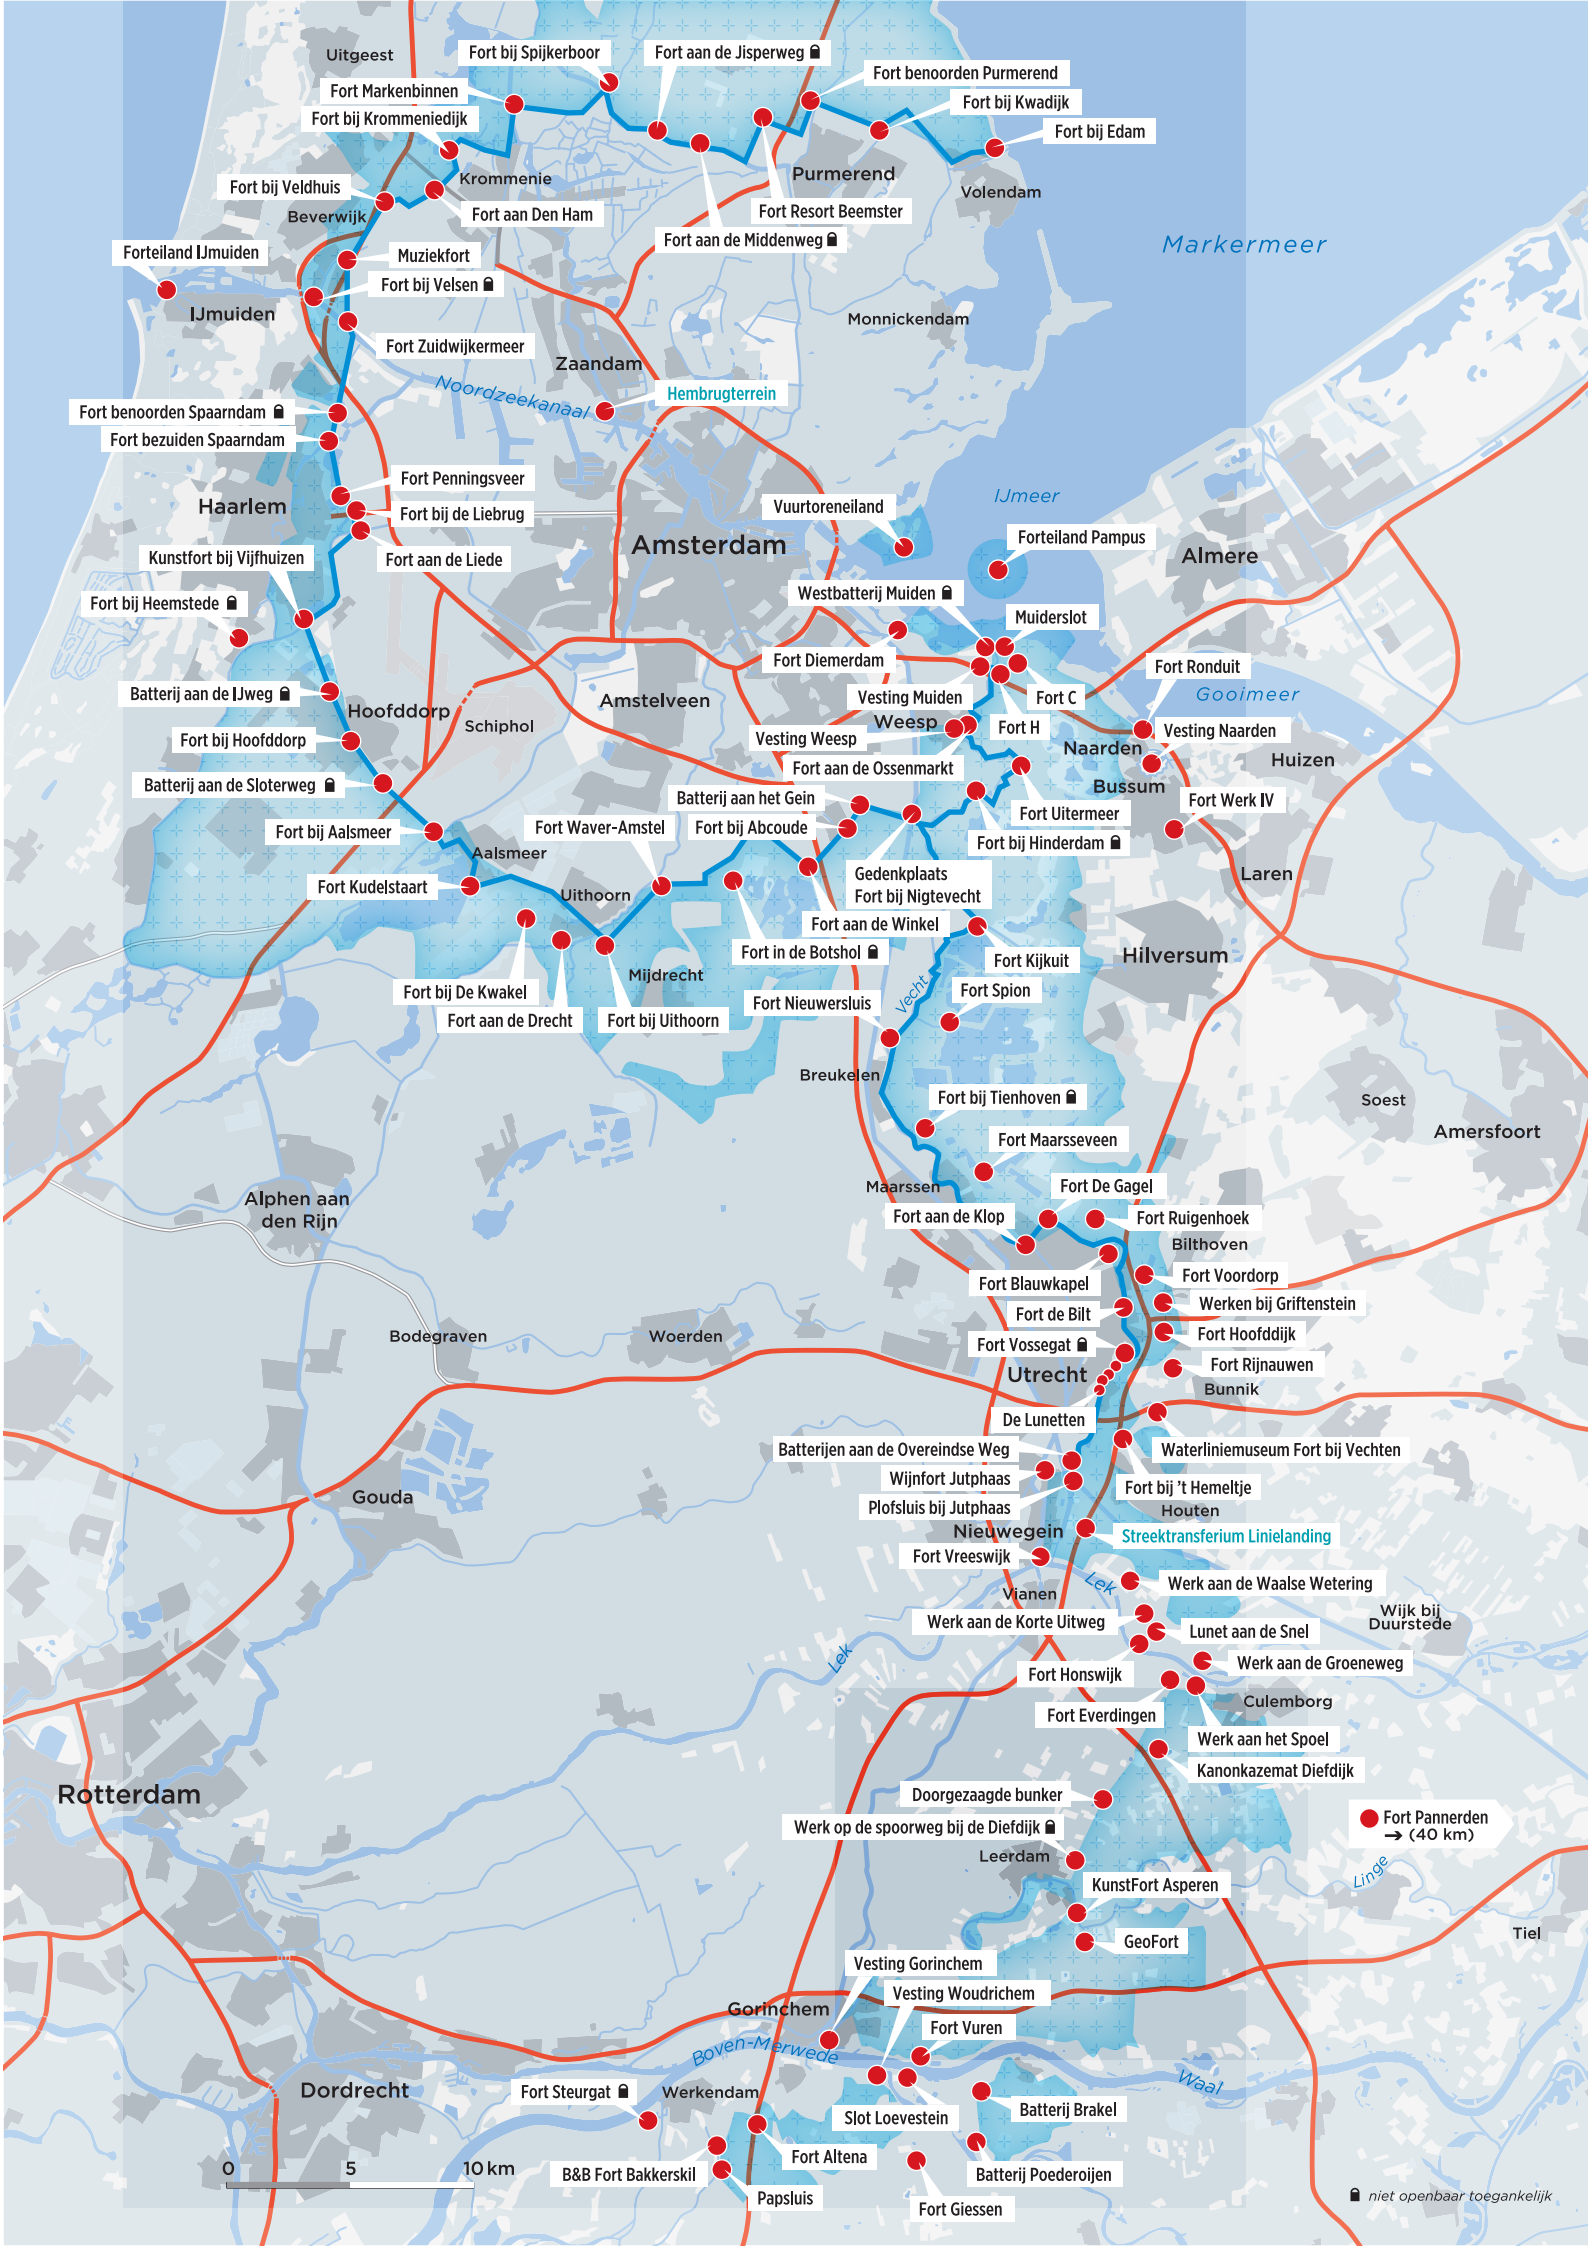 Uitgeest
Fort bij Spijkerboor
Fort aan de Jisperweg
Fort benoorden Purmerend
Fort Markenbinnen
Fort bij Kwadijk
Fort bij Krommeniedijk
Fort bij Edam
Krommenie
Purmerend
Fort bij Veldhuis
Volendam
Beverwijk
Fort aan Den Ham
Fort Resort Beemster
Fort aan de Middenweg
Markermeer
Forteiland IJmuiden
Muziekfort
Fort bij Velsen
IJmuiden
Monnickendam
Fort Zuidwijkermeer
Zaandam
Noordzeekanaal
Hembrugterrein
Fort benoorden Spaarndam
Fort bezuiden Spaarndam
Fort Penningsveer
Haarlem
Fort bij de Liebrug
Vuurtoreneiland
IJmeer
Amsterdam
Forteiland Pampus
Almere
Kunstfort bij Vijfhuizen
Fort aan de Liede
Westbatterij Muiden
Fort bij Heemstede
Muiderslot
Fort Diemerdam
Fort Ronduit
Batterij aan de IJweg
Amstelveen
Vesting Muiden
Fort C
Gooimeer
Hoofddorp
Schiphol
Weesp
Fort H
Vesting Naarden
Fort bij Hoofddorp
Vesting Weesp
Naarden
Huizen
Fort aan de Ossenmarkt
Batterij aan de Sloterweg
Bussum
Batterij aan het Gein
Fort Werk IV
Fort Uitermeer
Fort bij Aalsmeer
Fort Waver-Amstel
Fort bij Abcoude
Fort bij Hinderdam
Aalsmeer
Gedenkplaats
Fort bij Nigtevecht
Laren
Fort Kudelstaart
Uithoorn
Fort aan de Winkel
Fort in de Botshol
Hilversum
Fort Kijkuit
Mijdrecht
Fort bij De Kwakel
Fort Spion
Vecht
Fort Nieuwersluis
Fort aan de Drecht
Fort bij Uithoorn
Breukelen
Fort bij Tienhoven
Soest
Amersfoort
Fort Maarsseveen
Maarssen
Fort De Gagel
Alphen aan
den Rijn
Fort aan de Klop
Fort Ruigenhoek
Bilthoven
Fort Blauwkapel
Fort Voordorp
Werken bij Griftenstein
Fort de Bilt
Bodegraven
Woerden
Fort Hoofddijk
Fort Vossegat
Fort Rijnauwen
Utrecht
Bunnik
De Lunetten
Batterijen aan de Overeindse Weg
Waterliniemuseum Fort bij Vechten
Wijnfort Jutphaas
Fort bij 't Hemeltje
Gouda
Plofsluis bij Jutphaas
Houten
Nieuwegein
Streektransferium Linielanding
Fort Vreeswijk
Lek
Werk aan de Waalse Wetering
Vianen
Wijk bij
Duurstede
Werk aan de Korte Uitweg
Lunet aan de Snel
Lek
Werk aan de Groeneweg
Fort Honswijk
Culemborg
Fort Everdingen
Werk aan het Spoel
Kanonkazemat Diefdijk
Rotterdam
Doorgezaagde bunker
Fort Pannerden
→ (40 km)
Werk op de spoorweg bij de Diefdijk
Leerdam
Linge
KunstFort Asperen
Tiel
GeoFort
Vesting Gorinchem
Vesting Woudrichem
Gorinchem
Fort Vuren
Boven-Merwede
Waal
Dordrecht
Fort Steurgat
Werkendam
Batterij Brakel
Slot Loevestein
Fort Altena
0 5 10 km
B&B Fort Bakkerskil
Batterij Poederoijen
Papsluis
Fort Giessen
niet openbaar toegankelijk